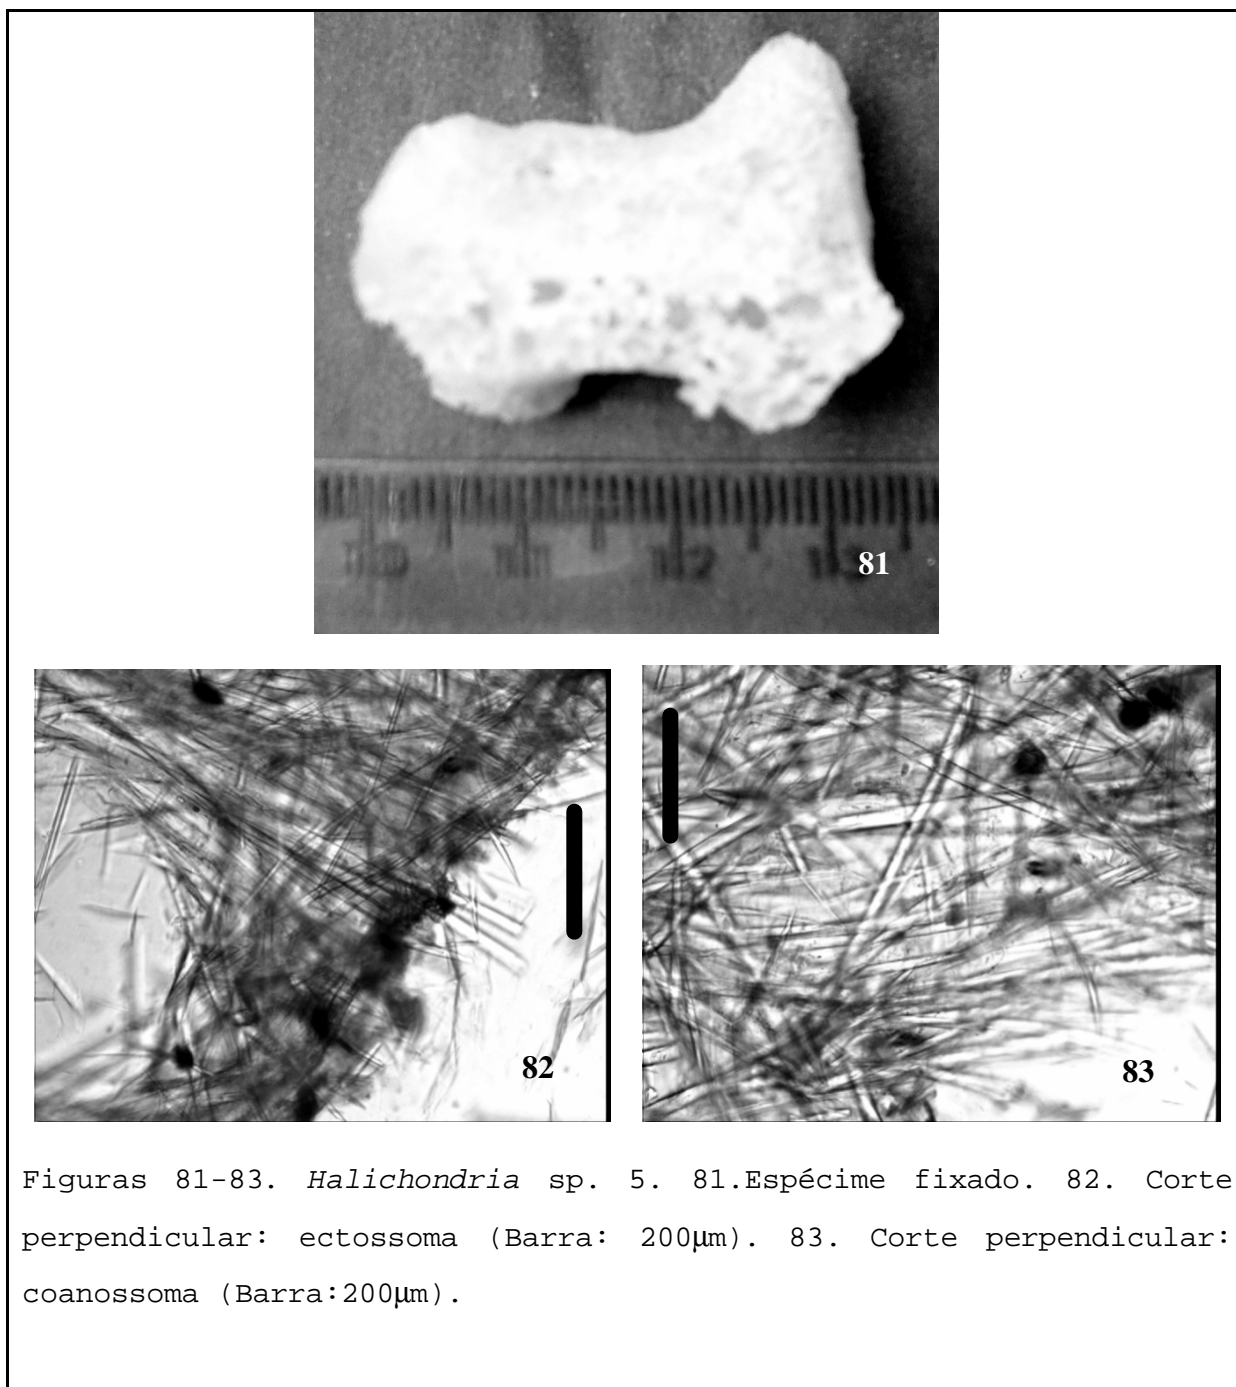 81
82
83
Figuras 81-83. Halichondria sp. 5. 81.Espécime fixado. 82. Corte
perpendicular: ectossoma (Barra: 200µm). 83. Corte perpendicular:
coanossoma (Barra:200µm).